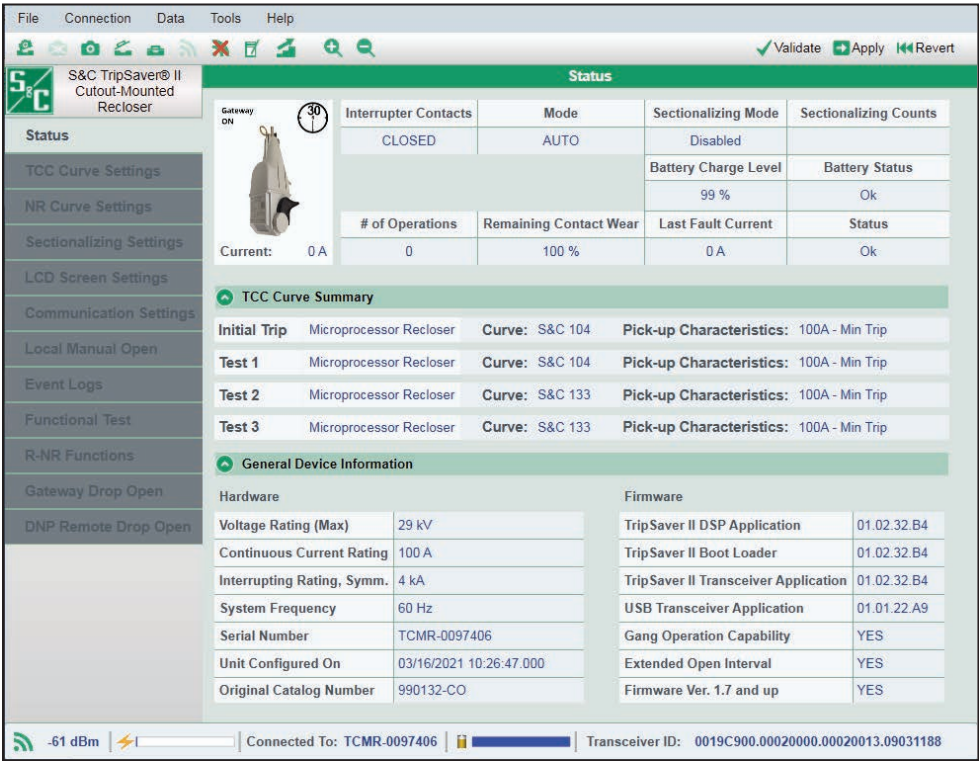 File Connection Data Tools Help
Validate Apply Revert
S&C
S&C TripSaver® II
Cutout-Mounted
Recloser
Status
Status
TCC Curve Settings
NR Curve Settings
Sectionalizing Settings
LCD Screen Settings
Communication Settings
Local Manual Open
Event Logs
Functional Test
R-NR Functions
Gateway Drop Open
DNP Remote Drop Open
Gateway
ON
30
Current: 0 A
Interrupter Contacts Mode Sectionalizing Mode Sectionalizing Counts
CLOSED AUTO Disabled
Battery Charge Level Battery Status
99 % Ok
# of Operations Remaining Contact Wear Last Fault Current Status
0 100 % 0 A Ok
TCC Curve Summary
Initial Trip Microprocessor Recloser Curve: S&C 104 Pick-up Characteristics: 100A - Min Trip
Test 1 Microprocessor Recloser Curve: S&C 104 Pick-up Characteristics: 100A - Min Trip
Test 2 Microprocessor Recloser Curve: S&C 133 Pick-up Characteristics: 100A - Min Trip
Test 3 Microprocessor Recloser Curve: S&C 133 Pick-up Characteristics: 100A - Min Trip
General Device Information
Hardware
Voltage Rating (Max) 29 kV
Continuous Current Rating 100 A
Interrupting Rating, Symm. 4 kA
System Frequency 60 Hz
Serial Number TCMR-0097406
Unit Configured On 03/16/2021 10:26:47.000
Original Catalog Number 990132-CO
Firmware
TripSaver II DSP Application 01.02.32.B4
TripSaver II Boot Loader 01.02.32.B4
TripSaver II Transceiver Application 01.02.32.B4
USB Transceiver Application 01.01.22.A9
Gang Operation Capability YES
Extended Open Interval YES
Firmware Ver. 1.7 and up YES
-61 dBm Connected To: TCMR-0097406 Transceiver ID: 0019C900.00020000.00020013.09031188